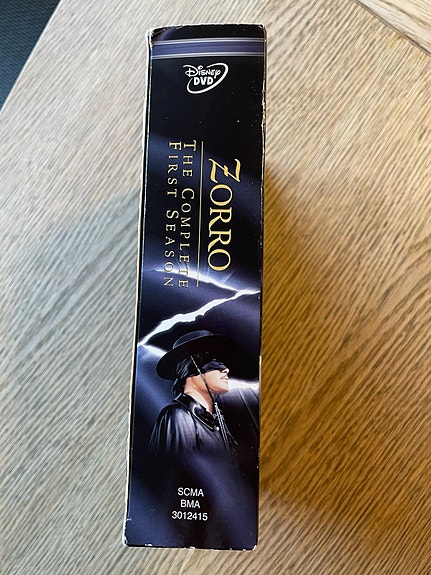 Disney
DVD
ZORRO
THE COMPLETE
FIRST SEASON
SCMA
BMA
3012415